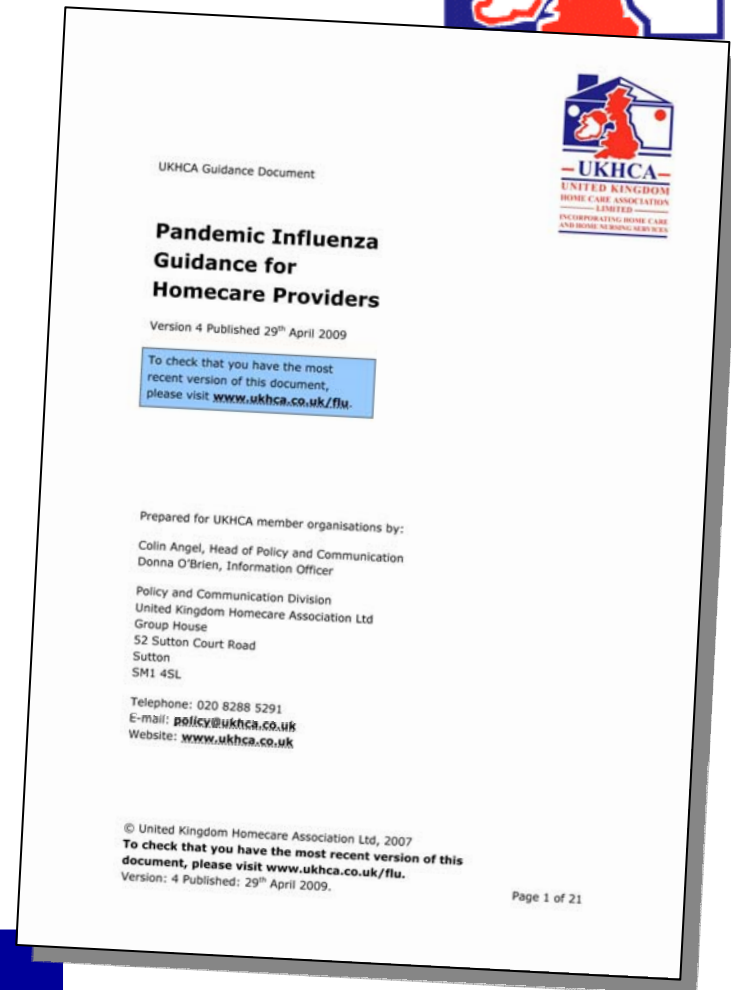 UKHCA Guidance Document
– UKHCA –
UNITED KINGDOM
HOME CARE ASSOCIATION
LIMITED
INCORPORATING HOME CARE
AND HOME NURSING SERVICES
Pandemic Influenza
Guidance for
Homecare Providers
Version 4 Published 29th April 2009
To check that you have the most
recent version of this document,
please visit www.ukhca.co.uk/flu.
Prepared for UKHCA member organisations by:
Colin Angel, Head of Policy and Communication
Donna O'Brien, Information Officer
Policy and Communication Division
United Kingdom Homecare Association Ltd
Group House
52 Sutton Court Road
Sutton
SM1 4SL
Telephone: 020 8288 5291
E-mail: policy@ukhca.co.uk
Website: www.ukhca.co.uk
© United Kingdom Homecare Association Ltd, 2007
To check that you have the most recent version of this
document, please visit www.ukhca.co.uk/flu.
Version: 4 Published: 29th April 2009.
Page 1 of 21